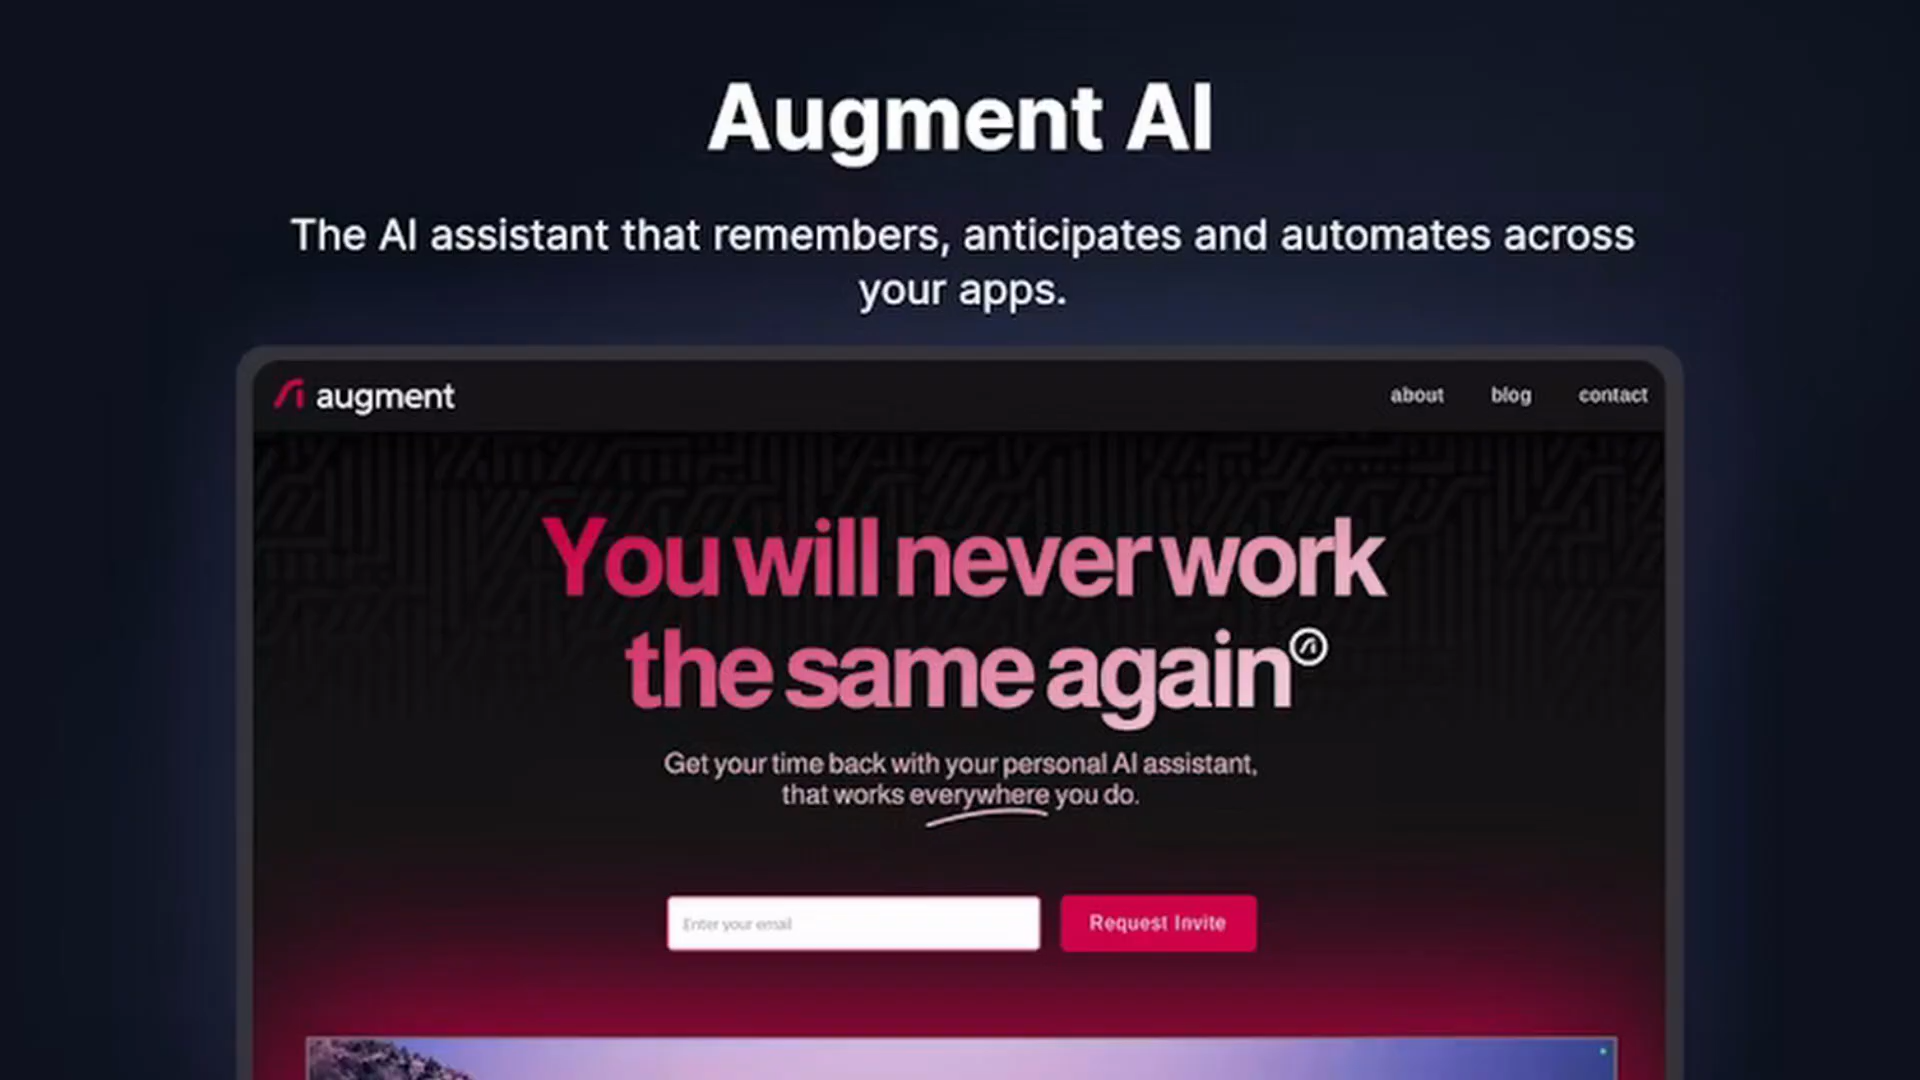 Augment AI
The AI assistant that remembers, anticipates and automates across
your apps.
augment
about blog contact
You will never work
the same again
Get your time back with your personal AI assistant,
that works everywhere you do.
Enter your email
Request Invite